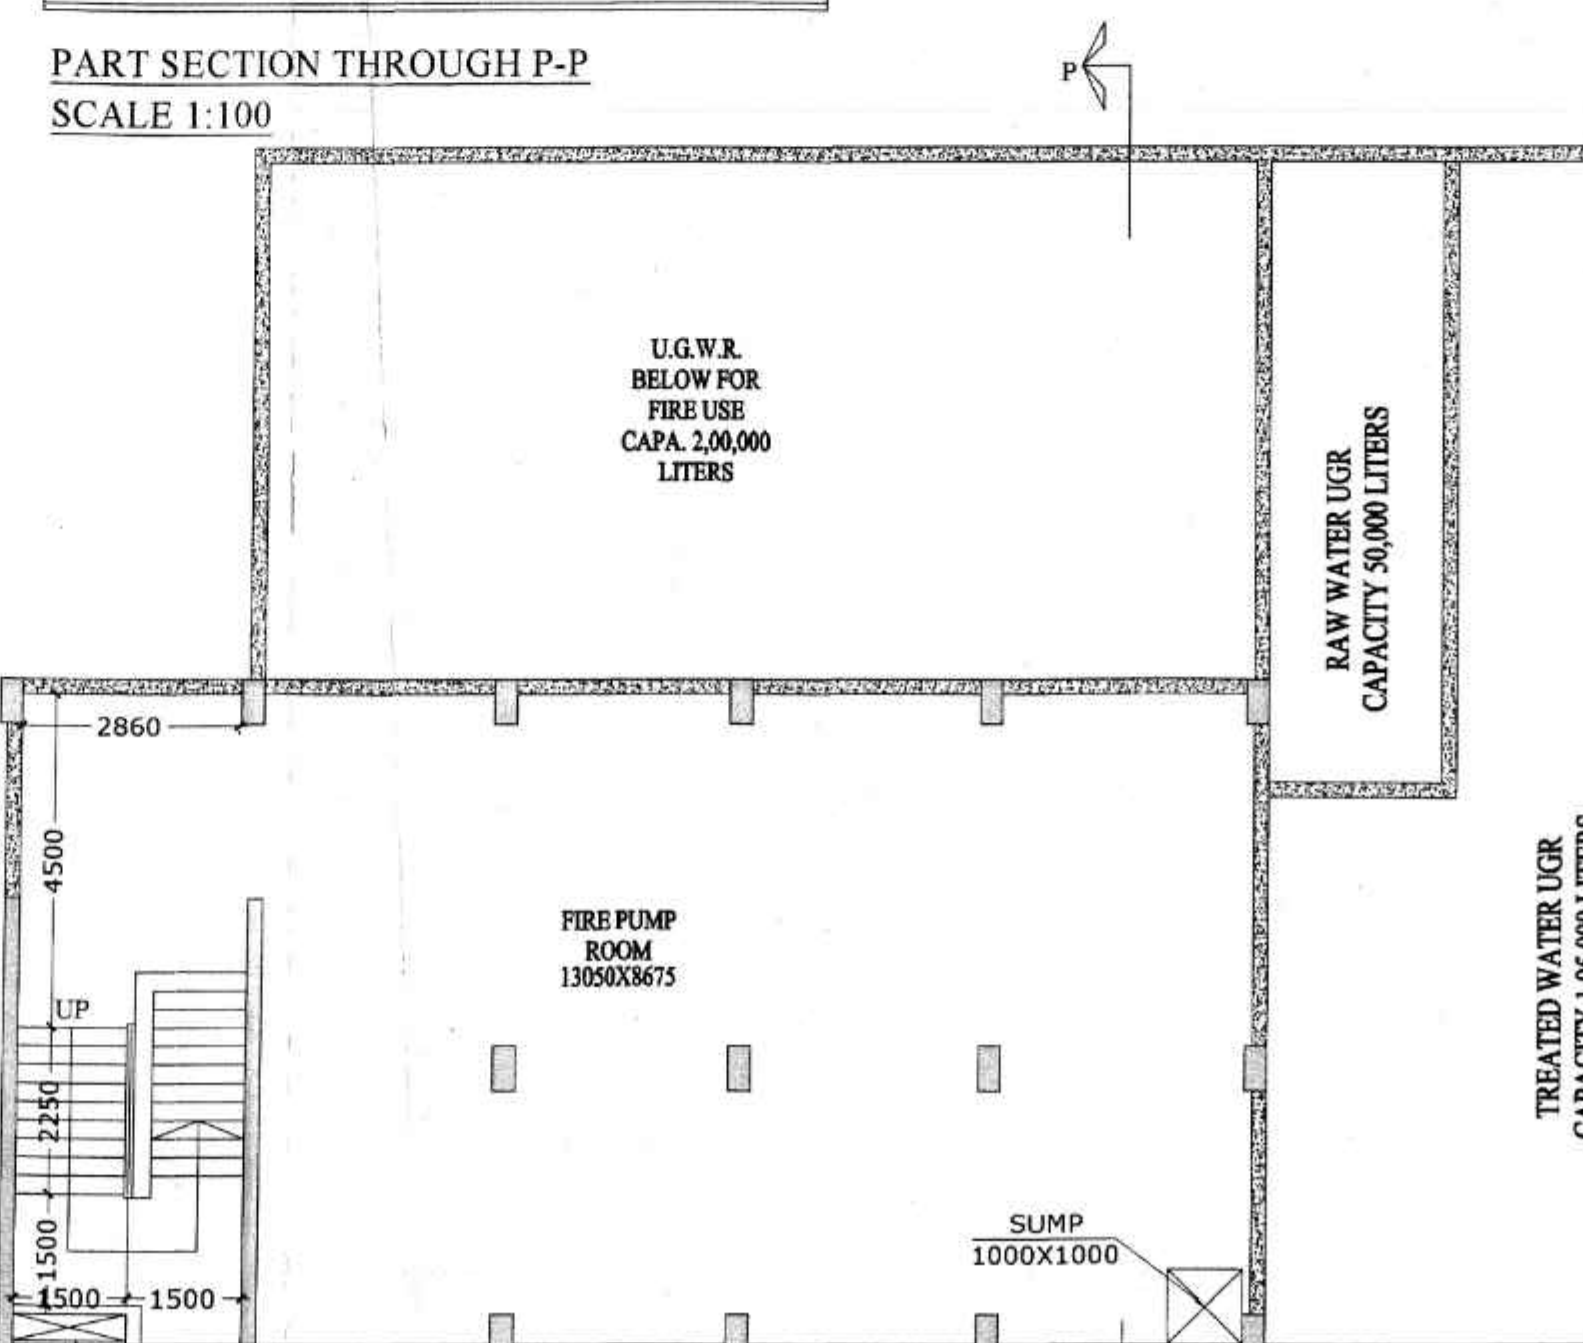 PART SECTION THROUGH P-P
SCALE 1:100
P
U.G.W.R.
BELOW FOR
FIRE USE
CAPA. 2,00,000
LITERS
RAW WATER UGR
CAPACITY 50,000 LITERS
2860
4500
FIRE PUMP
ROOM
13050X8675
TREATED WATER UGR
UP
2250
1500
1500
1500
SUMP
1000X1000